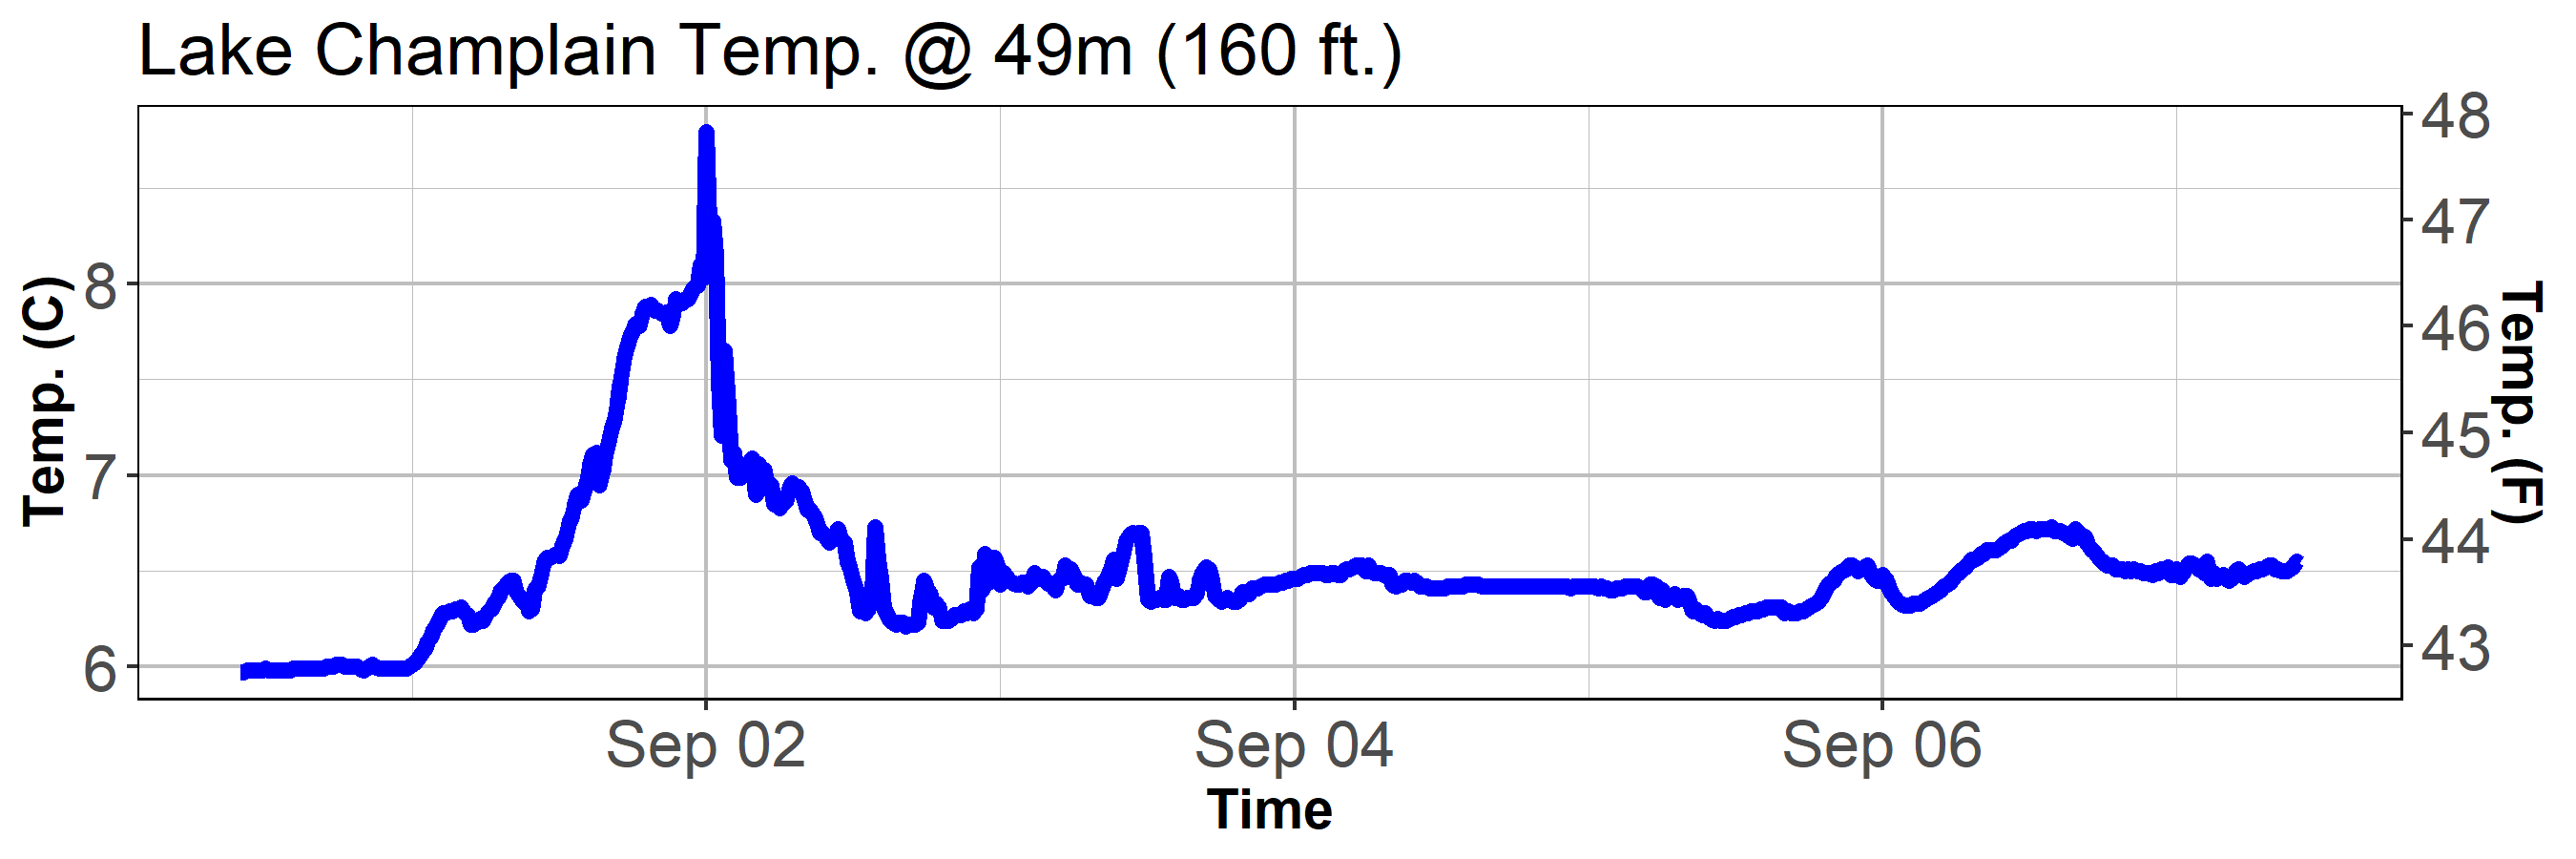 Lake Champlain Temp. @ 49m (160 ft.)
Temp. (C)
8
7
6
48
47
46
45
44
43
Temp. (F)
Sep 02
Sep 04
Sep 06
Time